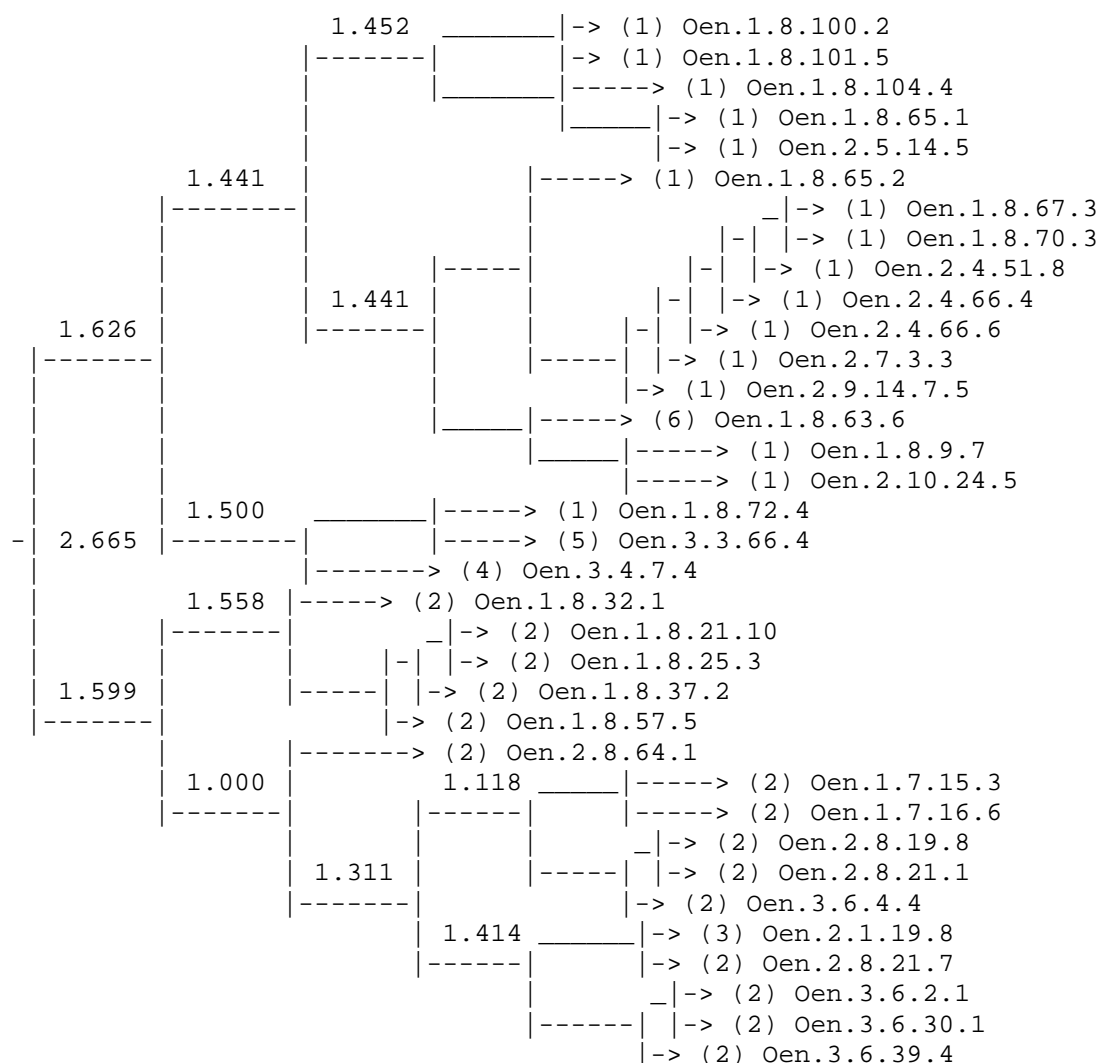 1.452 _______|-> (1) Oen.1.8.100.2
|-------| |-> (1) Oen.1.8.101.5
| |_______|-----> (1) Oen.1.8.104.4
| |_____|-> (1) Oen.1.8.65.1
| |-> (1) Oen.2.5.14.5
1.441 | |-----> (1) Oen.1.8.65.2
|--------| | _|-> (1) Oen.1.8.67.3
| | | |-| |-> (1) Oen.1.8.70.3
| | |-----| |-| |-> (1) Oen.2.4.51.8
| | 1.441 | | |-| |-> (1) Oen.2.4.66.4
1.626 | |-------| | |-| |-> (1) Oen.2.4.66.6
|-------| | |-----| |-> (1) Oen.2.7.3.3
| | | |-> (1) Oen.2.9.14.7.5
| | |_____|-----> (6) Oen.1.8.63.6
| | |_____|-----> (1) Oen.1.8.9.7
| | |-----> (1) Oen.2.10.24.5
| | 1.500 _______|-----> (1) Oen.1.8.72.4
-| 2.665 |--------| |-----> (5) Oen.3.3.66.4
| |-------> (4) Oen.3.4.7.4
| 1.558 |-----> (2) Oen.1.8.32.1
| |-------| _|-> (2) Oen.1.8.21.10
| | | |-| |-> (2) Oen.1.8.25.3
| 1.599 | |-----| |-> (2) Oen.1.8.37.2
|-------| |-> (2) Oen.1.8.57.5
| |-------> (2) Oen.2.8.64.1
| 1.000 | 1.118 _____|-----> (2) Oen.1.7.15.3
|-------| |------| |-----> (2) Oen.1.7.16.6
| | | _|-> (2) Oen.2.8.19.8
| 1.311 | |-----| |-> (2) Oen.2.8.21.1
|-------| |-> (2) Oen.3.6.4.4
| 1.414 ______|-> (3) Oen.2.1.19.8
|------| |-> (2) Oen.2.8.21.7
| _|-> (2) Oen.3.6.2.1
|------| |-> (2) Oen.3.6.30.1
|-> (2) Oen.3.6.39.4